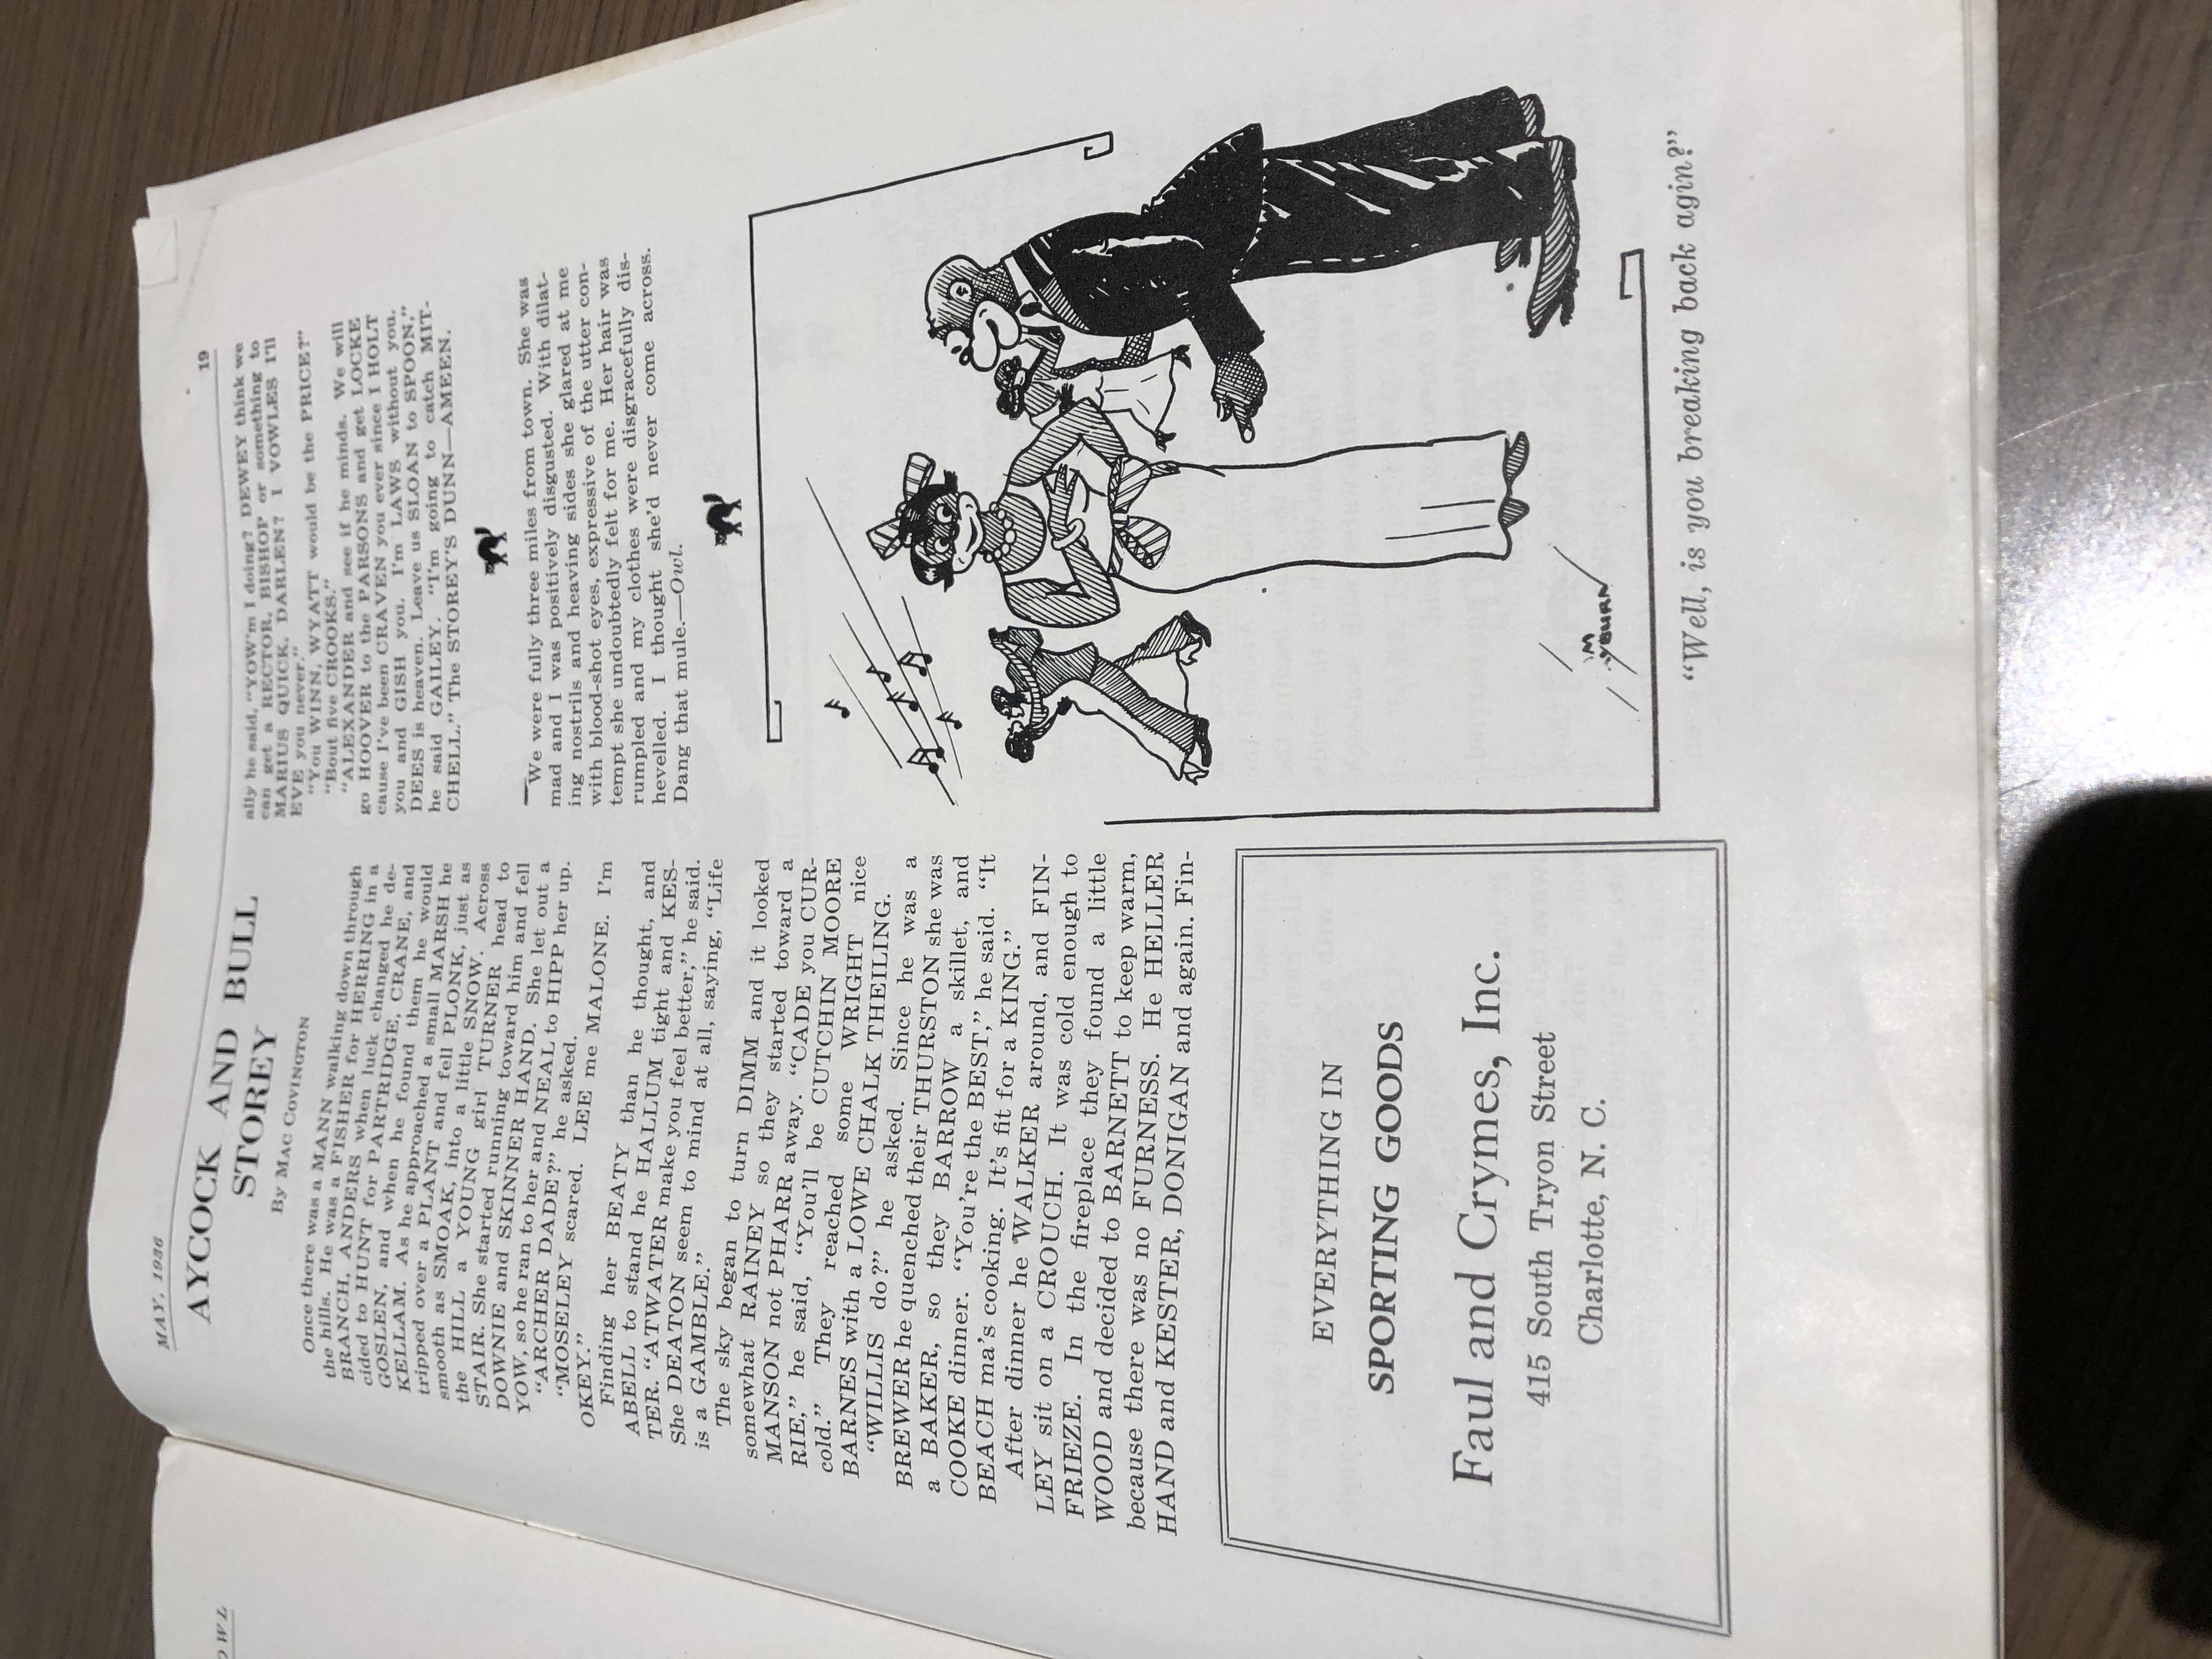 MAY, 1936
19
AYCOCK AND BULL
STOREY
By MAC COVINGTON
Once there was a MANN walking down through
the hills. He was a FISHER for HERRING in a
BRANCH, ANDERS when luck changed he de-
cided to HUNT for PARTRIDGE, CRANE, and
GOSLEN, and when he found them he would
KELLAM. As he approached a small MARSH he
tripped over a PLANT and fell PLONK, just as
smooth as SMOAK, into a little SNOW. Across
the HILL a YOUNG girl TURNER head to
STAIR. She started running toward him and fell
DOWNIE and SKINNER HAND. She let out a
YOW, so he ran to her and NEAL to HIPP her up.
"ARCHER DADE?" he asked.
"MOSELEY scared. LEE me MALONE. I'm
OKEY."
Finding her BEATY than he thought, and
ABELL to stand he HALLUM tight and KES-
TER. "ATWATER make you feel better," he said.
She DEATON seem to mind at all, saying, "Life
is a GAMBLE."
The sky began to turn DIMM and it looked
somewhat RAINEY so they started toward a
MANSON not PHARR away. "CADE you CUR-
RIE," he said, "You'll be CUTCHIN MOORE
cold." They reached some WRIGHT nice
BARNES with a LOWE CHALK THEILING.
"WILLIS do?" he asked. Since he was a
BREWER he quenched their THURSTON she was
a BAKER, so they BARROW a skillet, and
COOKE dinner. "You're the BEST," he said. "It
BEACH ma's cooking. It's fit for a KING."
After dinner he WALKER around, and FIN-
LEY sit on a CROUCH. It was cold enough to
FRIEZE. In the fireplace they found a little
WOOD and decided to BARNETT to keep warm,
because there was no FURNESS. He HELLER
HAND and KESTER, DONIGAN and again. Fin-
EVERYTHING IN
SPORTING GOODS
Faul and Crymes, Inc.
415 South Tryon Street
Charlotte, N. C.
ally he said, "YOW'm I doing? DEWEY think we
can get a RECTOR, BISHOP or something to
MARIUS QUICK, DARLEN? I VOWLES I'll
EVE you never."
"You WINN, WYATT would be the PRICE?"
"Bout five CROOKS."
"ALEXANDER and see if he minds. We will
go HOOVER to the PARSONS and get LOCKE
cause I've been CRAVEN you ever since I HOLT
you and GISH you. I'm LAWS without you.
DEES is heaven. Leave us SLOAN to SPOON,"
he said GAILEY. "I'm going to catch MIT-
CHELL." The STOREY'S DUNN—AMEEN.
—We were fully three miles from town. She was
mad and I was positively disgusted. With dilat-
ing nostrils and heaving sides she glared at me
with blood-shot eyes, expressive of the utter con-
tempt she undoubtedly felt for me. Her hair was
rumpled and my clothes were disgracefully dis-
hevelled. I thought she'd never come across.
Dang that mule.—Owl.
YBURN
"Well, is you breaking back agin?"